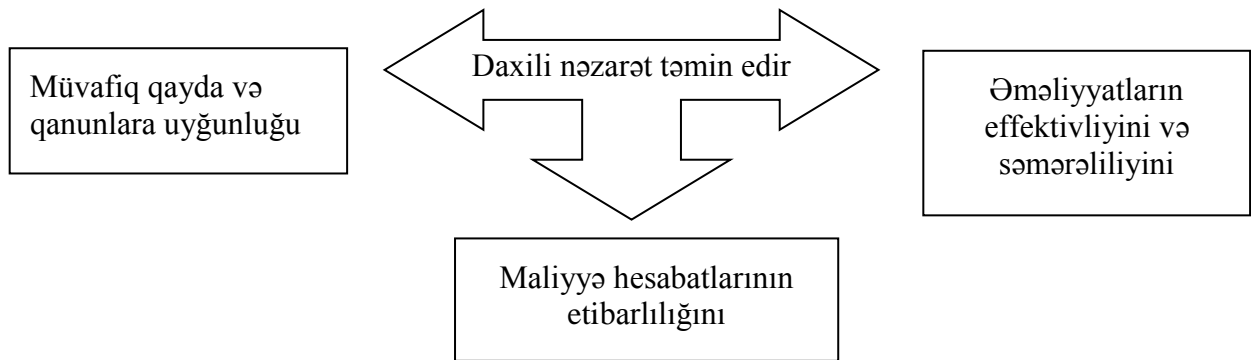 Daxili nəzarət təmin edir
Müvafiq qayda və
qanunlara uyğunluğu
Əməliyyatların
effektivliyini və
səmərəliliyini
Maliyyə hesabatlarının
etibarlılığını